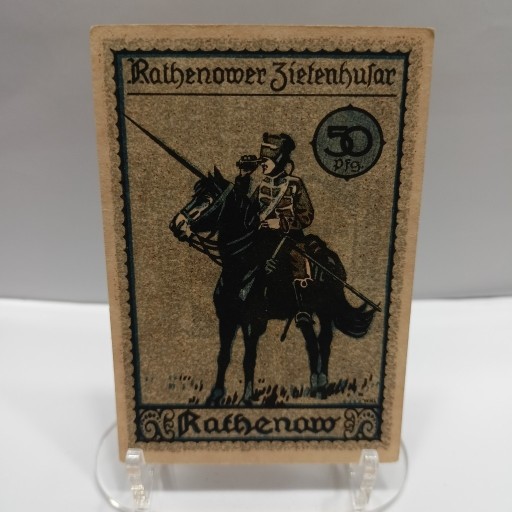 Rathenower Zietenhusar
50
Pfg.
Rathenow